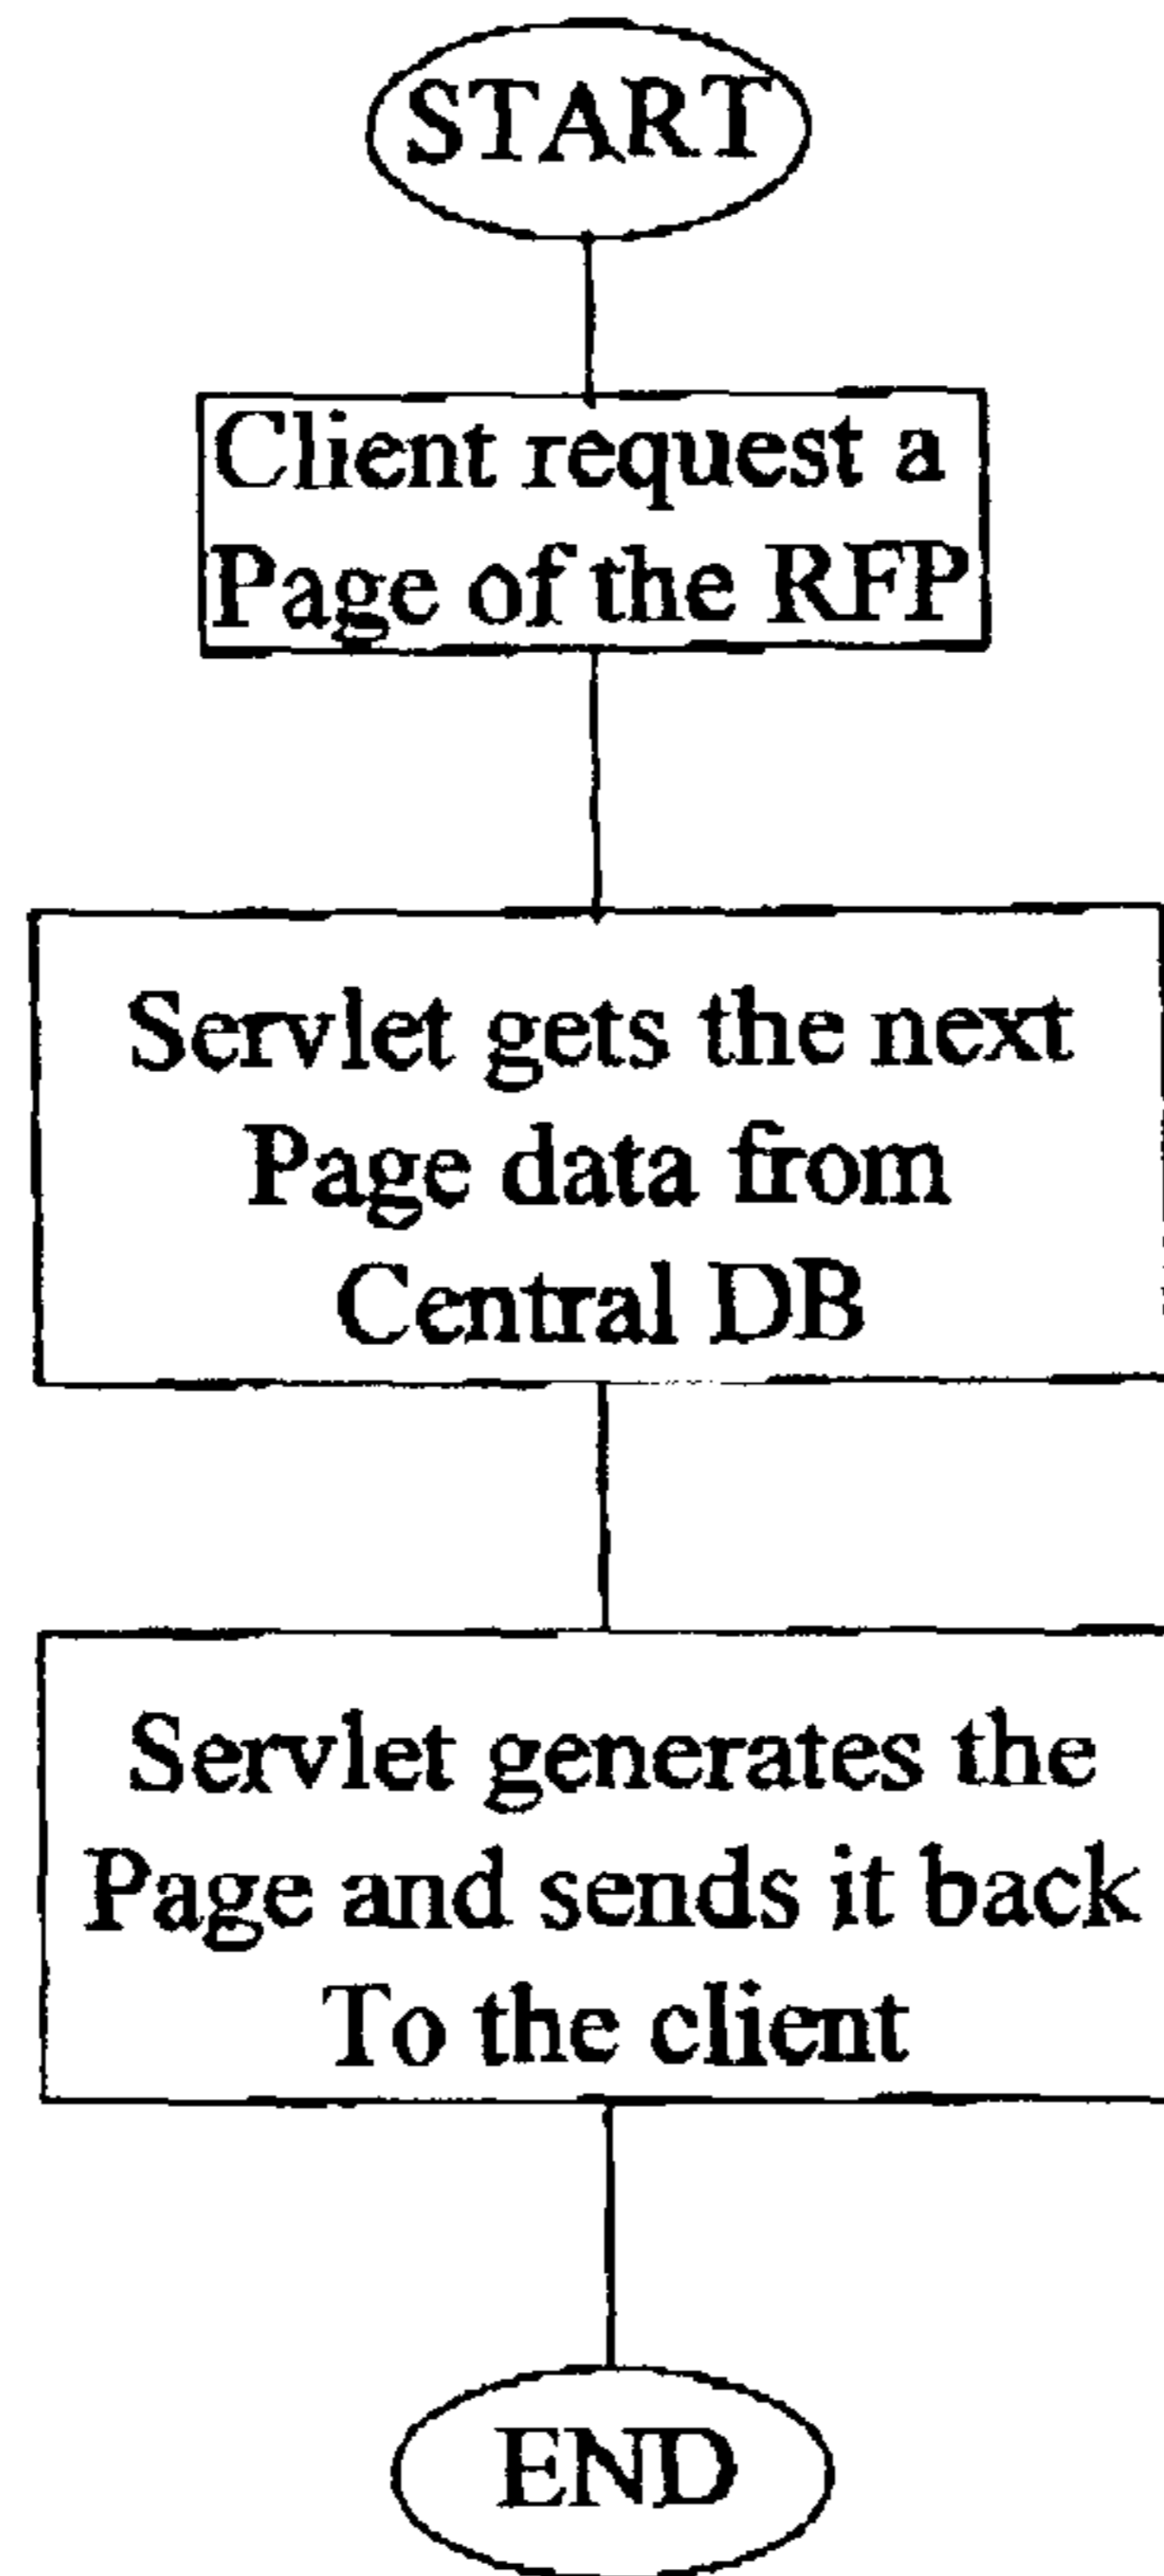 START
Client request a
Page of the RFP
Servlet gets the next
Page data from
Central DB
Servlet generates the
Page and sends it back
To the client
END